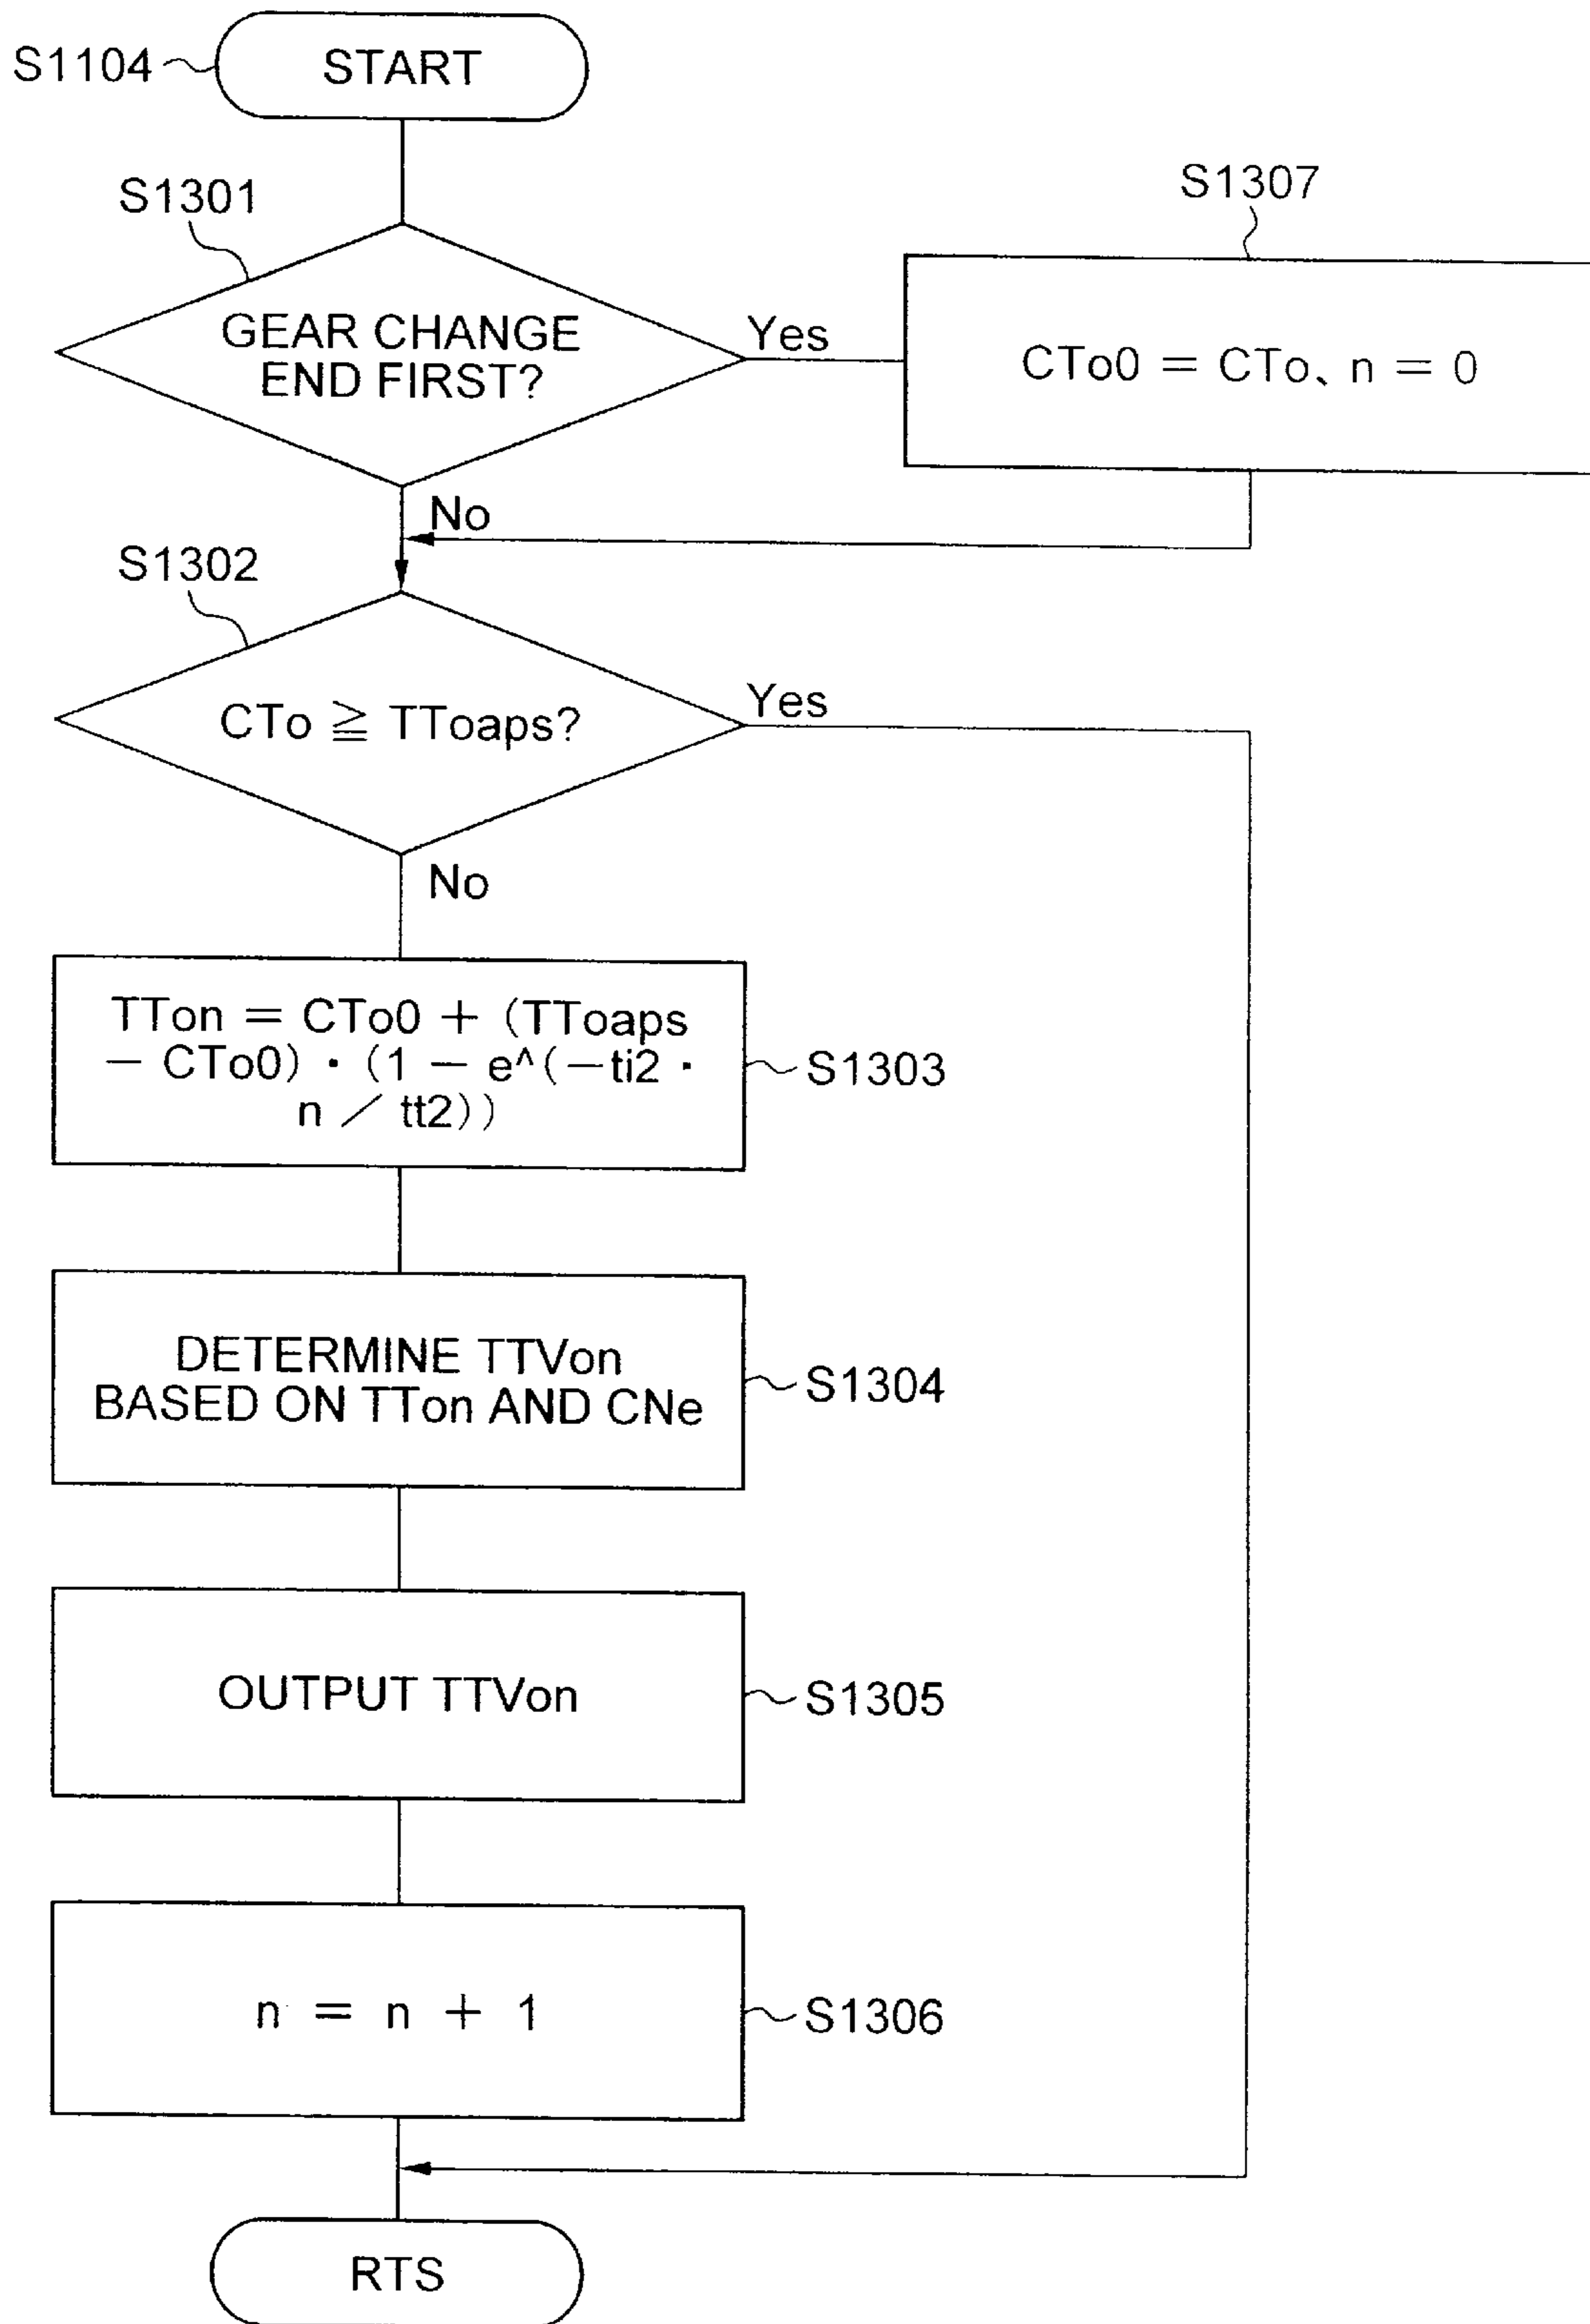 S1104
START
S1301
GEAR CHANGE
END FIRST?
Yes
No
S1307
CTo0 = CTo、n = 0
S1302
CTo ≧ TToaps?
Yes
No
TTon = CTo0 + (TToaps
− CTo0)・(1 − e^(−ti2・
n ／ tt2))
S1303
DETERMINE TTVon
BASED ON TTon AND CNe
S1304
OUTPUT TTVon
S1305
n = n + 1
S1306
RTS